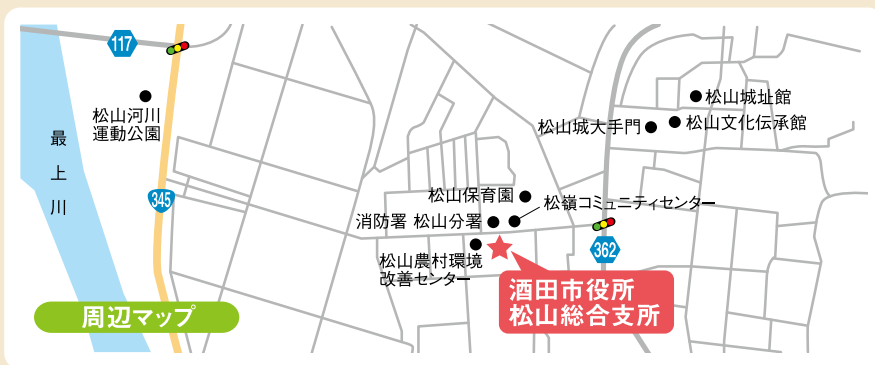 117
松山河川
運動公園
最上川
345
松山城址館
松山城大手門
松山文化伝承館
松山保育園
松嶺コミュニティセンター
消防署 松山分署
362
松山農村環境
改善センター
酒田市役所
松山総合支所
周辺マップ